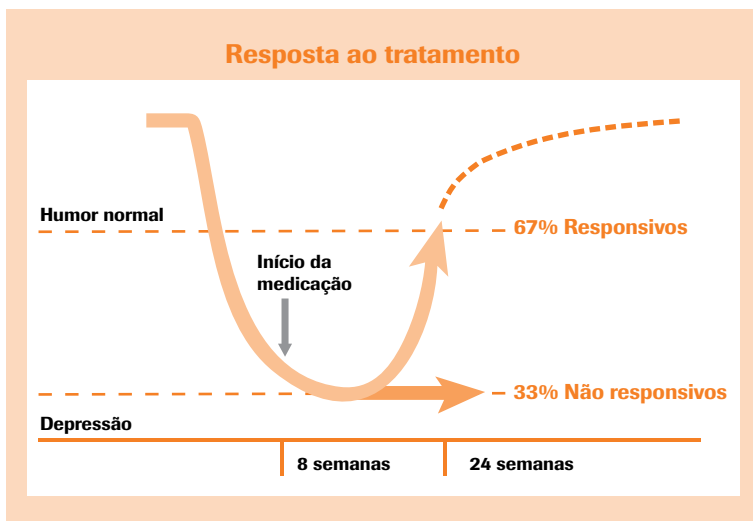 Resposta ao tratamento
Humor normal
67% Responsivos
Início da
medicação
33% Não responsivos
Depressão
8 semanas
24 semanas